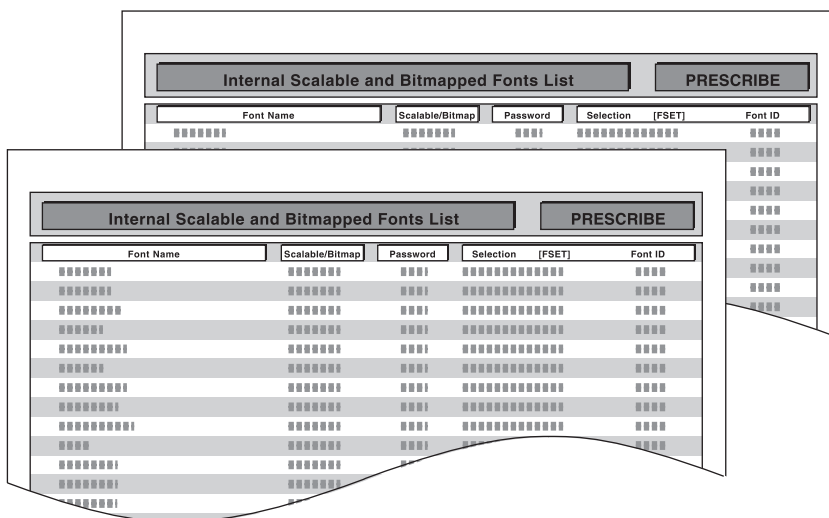 Internal Scalable and Bitmapped Fonts List PRESCRIBE
Font Name Scalable/Bitmap Password Selection [FSET] Font ID
Internal Scalable and Bitmapped Fonts List PRESCRIBE
Font Name Scalable/Bitmap Password Selection [FSET] Font ID